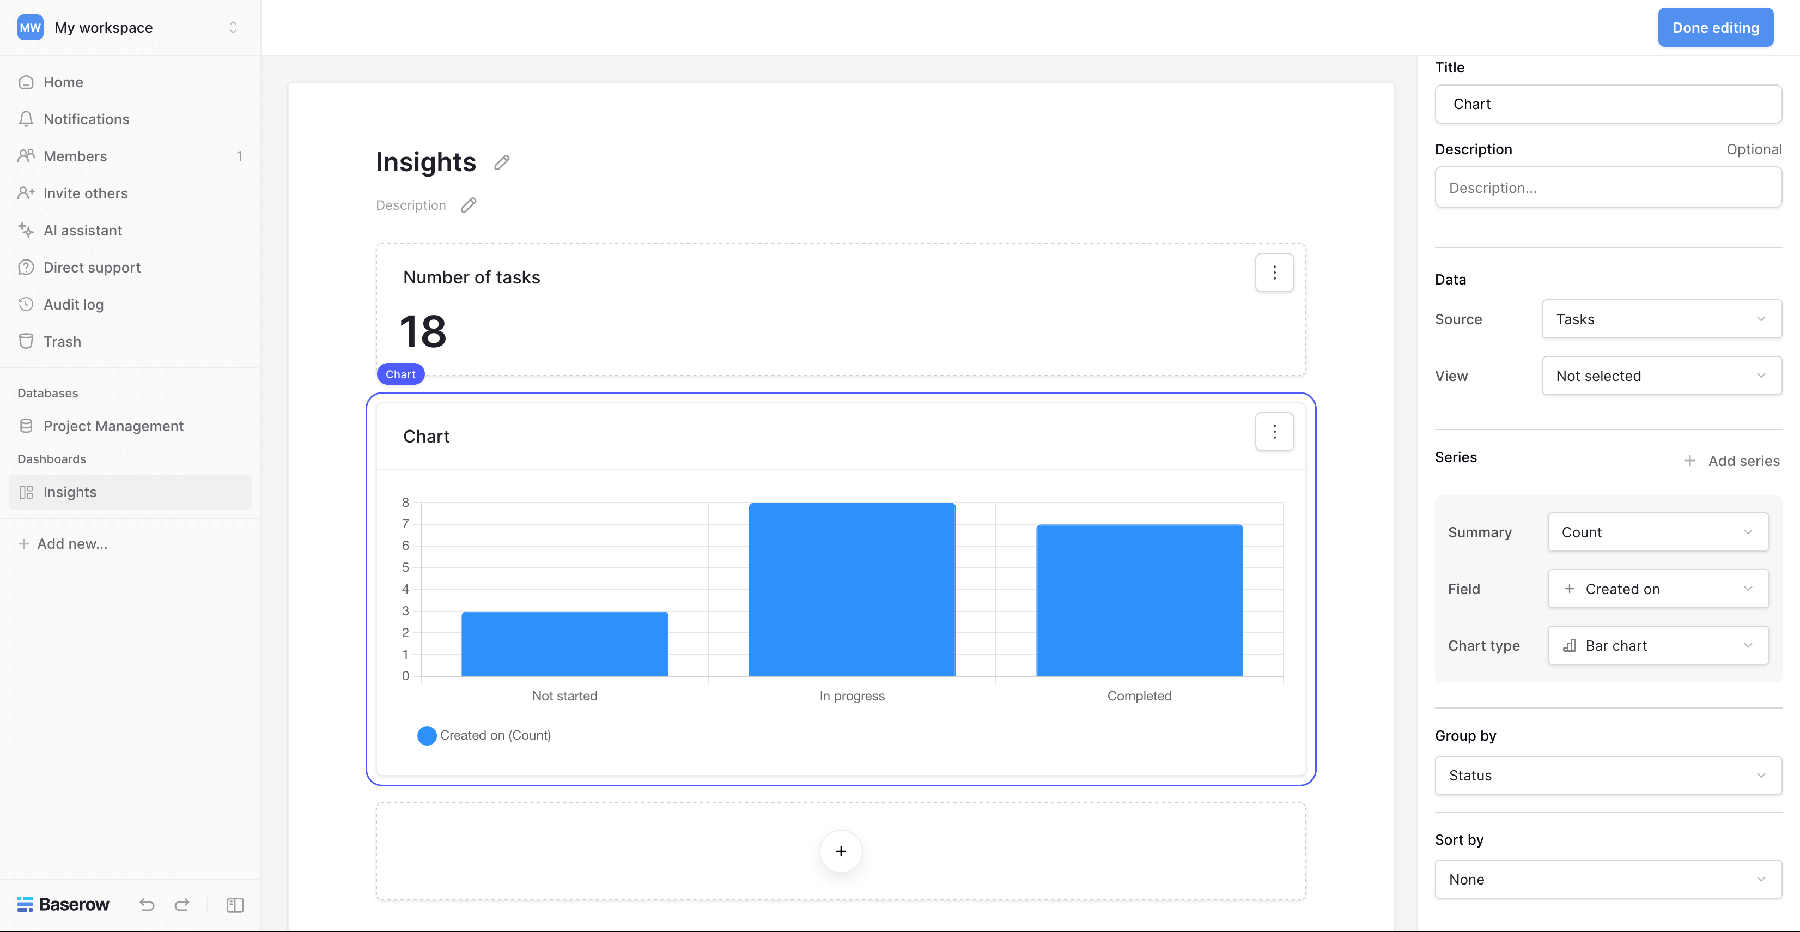 MW My workspace
Home
Notifications
Members 1
Invite others
AI assistant
Direct support
Audit log
Trash
Databases
Project Management
Dashboards
Insights
Add new...
Baserow
Done editing
Insights
Description
Number of tasks
18
Chart
Chart
8
7
6
5
4
3
2
1
0
Not started In progress Completed
Created on (Count)
+
Title
Chart
Description Optional
Description...
Data
Source Tasks
View Not selected
Series + Add series
Summary Count
Field + Created on
Chart type Bar chart
Group by
Status
Sort by
None